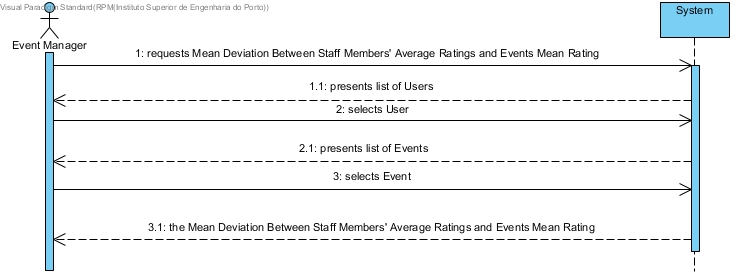 Visual Paradigm Standard(RPM(Instituto Superior de Engenharia do Porto))
System
Event Manager
1: requests Mean Deviation Between Staff Members' Average Ratings and Events Mean Rating
1.1: presents list of Users
2: selects User
2.1: presents list of Events
3: selects Event
3.1: the Mean Deviation Between Staff Members' Average Ratings and Events Mean Rating